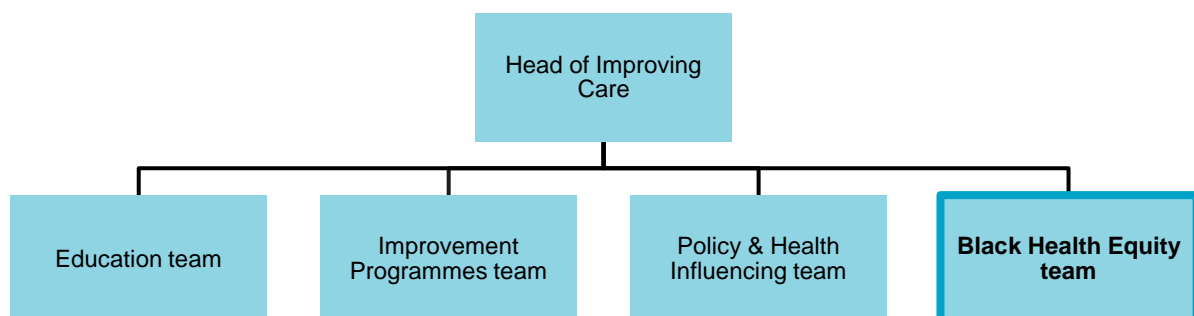 Head of Improving
Care
Education team
Improvement
Programmes team
Policy & Health
Influencing team
Black Health Equity
team